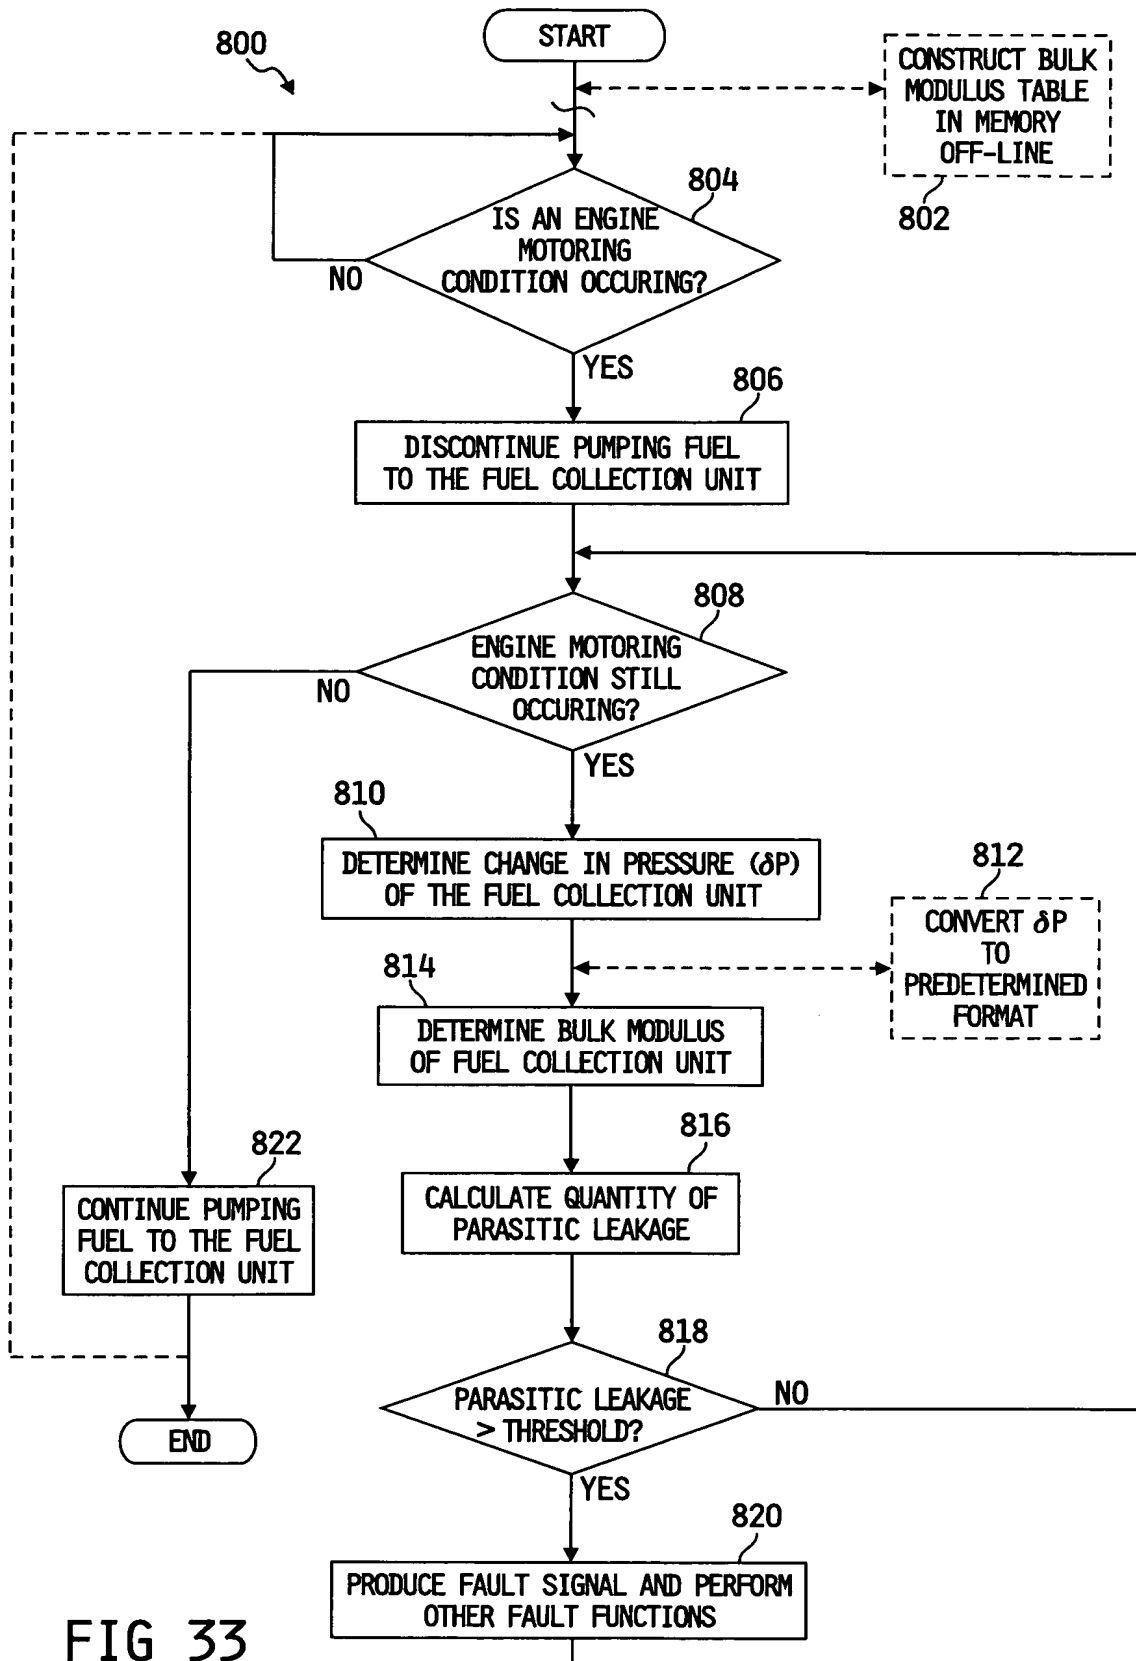 START
800
CONSTRUCT BULK
MODULUS TABLE
IN MEMORY
OFF-LINE
802
804
IS AN ENGINE
MOTORING
CONDITION OCCURING?
NO
YES
806
DISCONTINUE PUMPING FUEL
TO THE FUEL COLLECTION UNIT
808
ENGINE MOTORING
CONDITION STILL
OCCURING?
NO
YES
810
DETERMINE CHANGE IN PRESSURE (δP)
OF THE FUEL COLLECTION UNIT
812
CONVERT δP
TO
PREDETERMINED
FORMAT
814
DETERMINE BULK MODULUS
OF FUEL COLLECTION UNIT
816
CALCULATE QUANTITY OF
PARASITIC LEAKAGE
822
CONTINUE PUMPING
FUEL TO THE FUEL
COLLECTION UNIT
818
PARASITIC LEAKAGE
> THRESHOLD?
NO
END
YES
820
PRODUCE FAULT SIGNAL AND PERFORM
OTHER FAULT FUNCTIONS
FIG 33